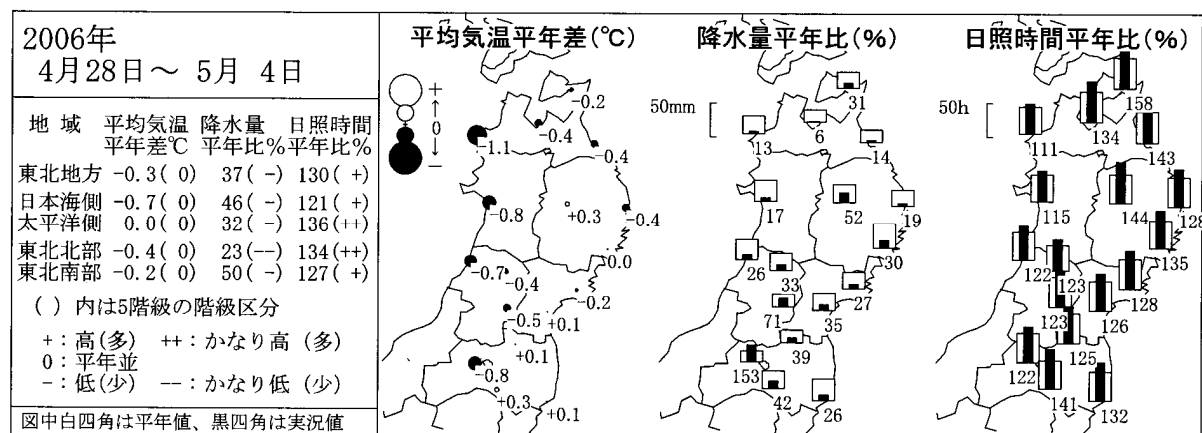 2006年
4月28日～ 5月 4日
地 域 平均気温 降水量 日照時間
平年差℃ 平年比% 平年比%
東北地方 -0.3( 0) 37( -) 130( +)
日本海側 -0.7( 0) 46( -) 121( +)
太平洋側 0.0( 0) 32( -) 136(++)
東北北部 -0.4( 0) 23(--) 134(++)
東北南部 -0.2( 0) 50( -) 127( +)
( ) 内は5階級の階級区分
+：高(多) ++：かなり高 (多)
0：平年並
-：低(少) --：かなり低 (少)
図中白四角は平年値、黒四角は実況値
平均気温平年差(℃)
+
↑
0
↓
-
-0.2
-0.4
-1.1
-0.4
-0.8
+0.3
-0.4
0.0
-0.7
-0.4
-0.2
-0.5
+0.1
+0.1
-0.8
+0.3
+0.1
降水量平年比(%)
50mm
31
6
13
14
17
52
19
30
26
33
27
71
35
39
153
42
26
日照時間平年比(%)
50h
158
134
111
143
115
144
128
135
122
123
128
123
126
125
122
141
132